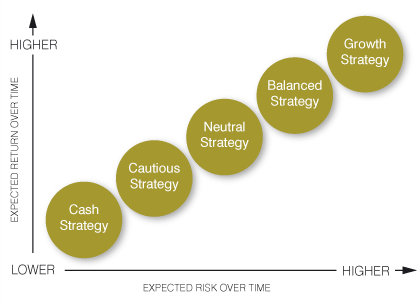 HIGHER
EXPECTED RETURN OVER TIME
Growth
Strategy
Balanced
Strategy
Neutral
Strategy
Cautious
Strategy
Cash
Strategy
LOWER
HIGHER
EXPECTED RISK OVER TIME